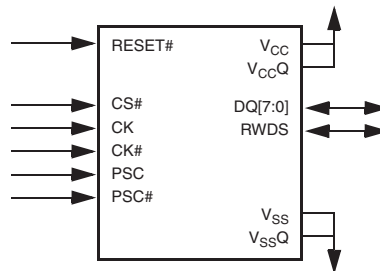 RESET#
CS#
CK
CK#
PSC
PSC#
VCC
VCCQ
DQ[7:0]
RWDS
VSS
VSSQ